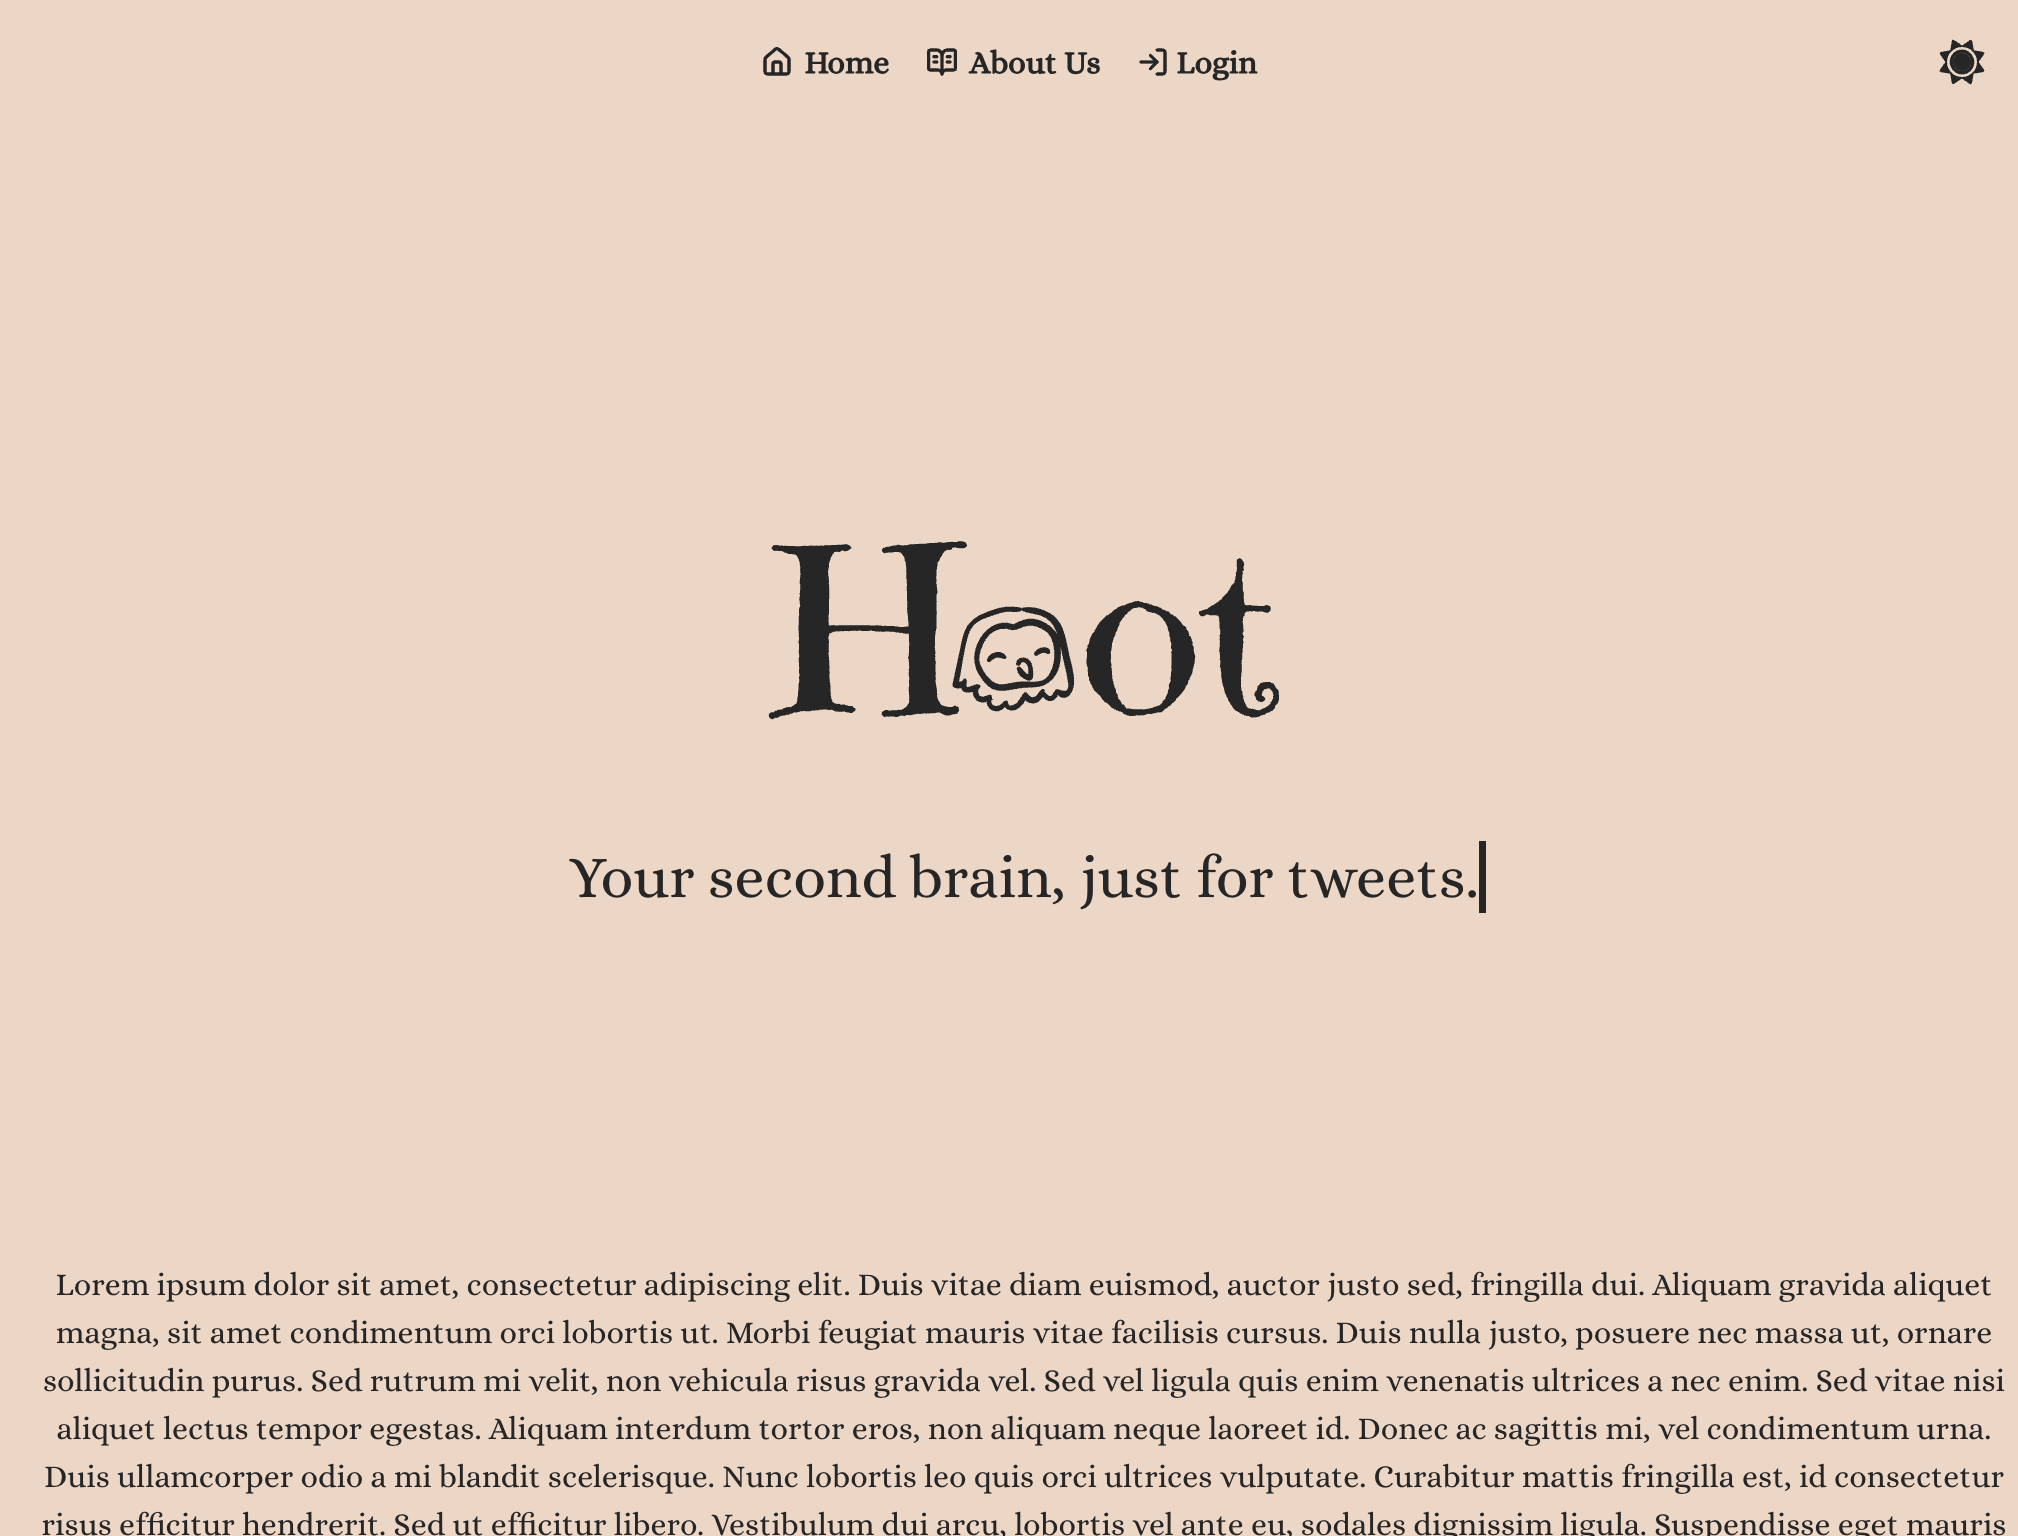 Home About Us Login
Hoot
Your second brain, just for tweets.
Lorem ipsum dolor sit amet, consectetur adipiscing elit. Duis vitae diam euismod, auctor justo sed, fringilla dui. Aliquam gravida aliquet
magna, sit amet condimentum orci lobortis ut. Morbi feugiat mauris vitae facilisis cursus. Duis nulla justo, posuere nec massa ut, ornare
sollicitudin purus. Sed rutrum mi velit, non vehicula risus gravida vel. Sed vel ligula quis enim venenatis ultrices a nec enim. Sed vitae nisi
aliquet lectus tempor egestas. Aliquam interdum tortor eros, non aliquam neque laoreet id. Donec ac sagittis mi, vel condimentum urna.
Duis ullamcorper odio a mi blandit scelerisque. Nunc lobortis leo quis orci ultrices vulputate. Curabitur mattis fringilla est, id consectetur
risus efficitur hendrerit. Sed ut efficitur libero. Vestibulum dui arcu, lobortis vel ante eu, sodales dignissim ligula. Suspendisse eget mauris